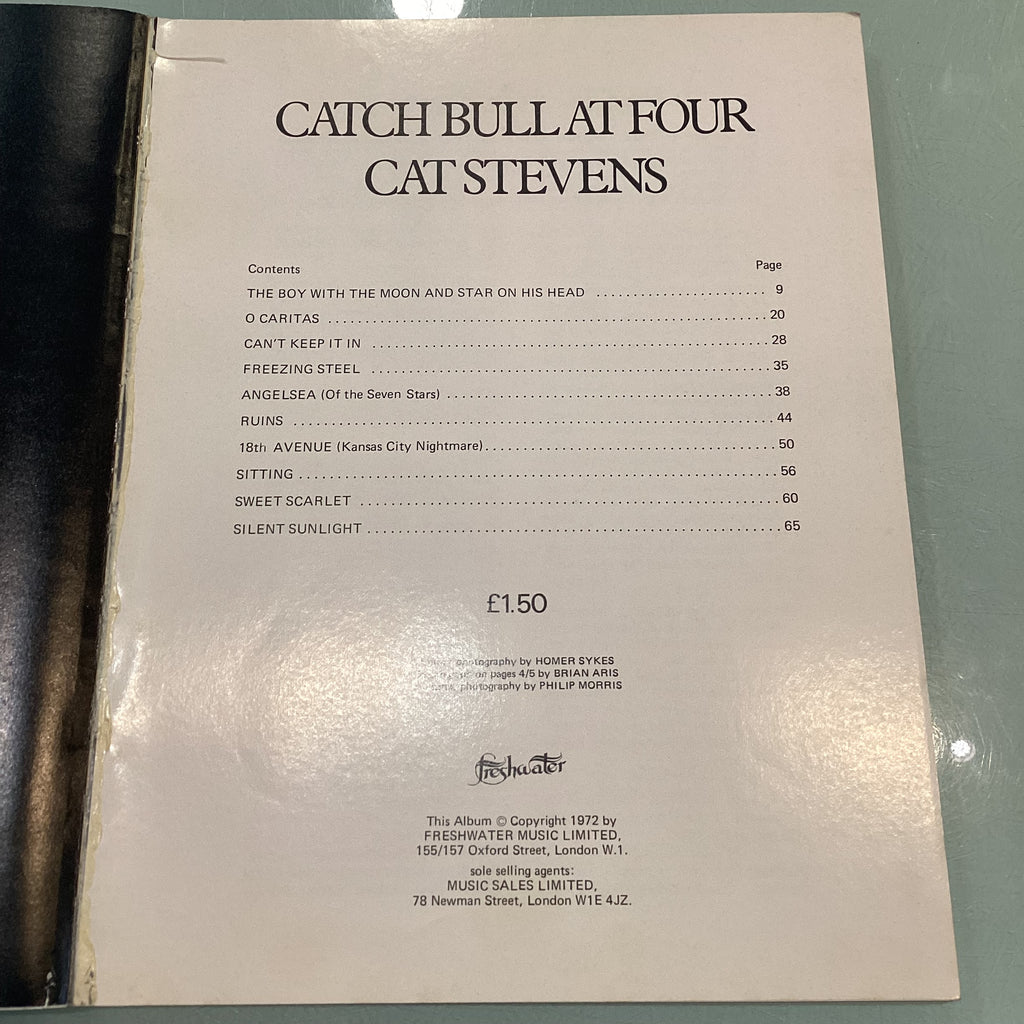 CATCH BULL AT FOUR
CAT STEVENS
Contents Page
THE BOY WITH THE MOON AND STAR ON HIS HEAD ....................... 9
O CARITAS .......................................................... 20
CAN'T KEEP IT IN .................................................... 28
FREEZING STEEL .................................................... 35
ANGELSEA (Of the Seven Stars) ........................................... 38
RUINS ............................................................... 44
18th AVENUE (Kansas City Nightmare)...................................... 50
SITTING .............................................................. 56
SWEET SCARLET ...................................................... 60
SILENT SUNLIGHT ..................................................... 65
£1.50
photography by HOMER SYKES
on pages 4/5 by BRIAN ARIS
photography by PHILIP MORRIS
freshwater
This Album © Copyright 1972 by
FRESHWATER MUSIC LIMITED,
155/157 Oxford Street, London W.1.
sole selling agents:
MUSIC SALES LIMITED,
78 Newman Street, London W1E 4JZ.